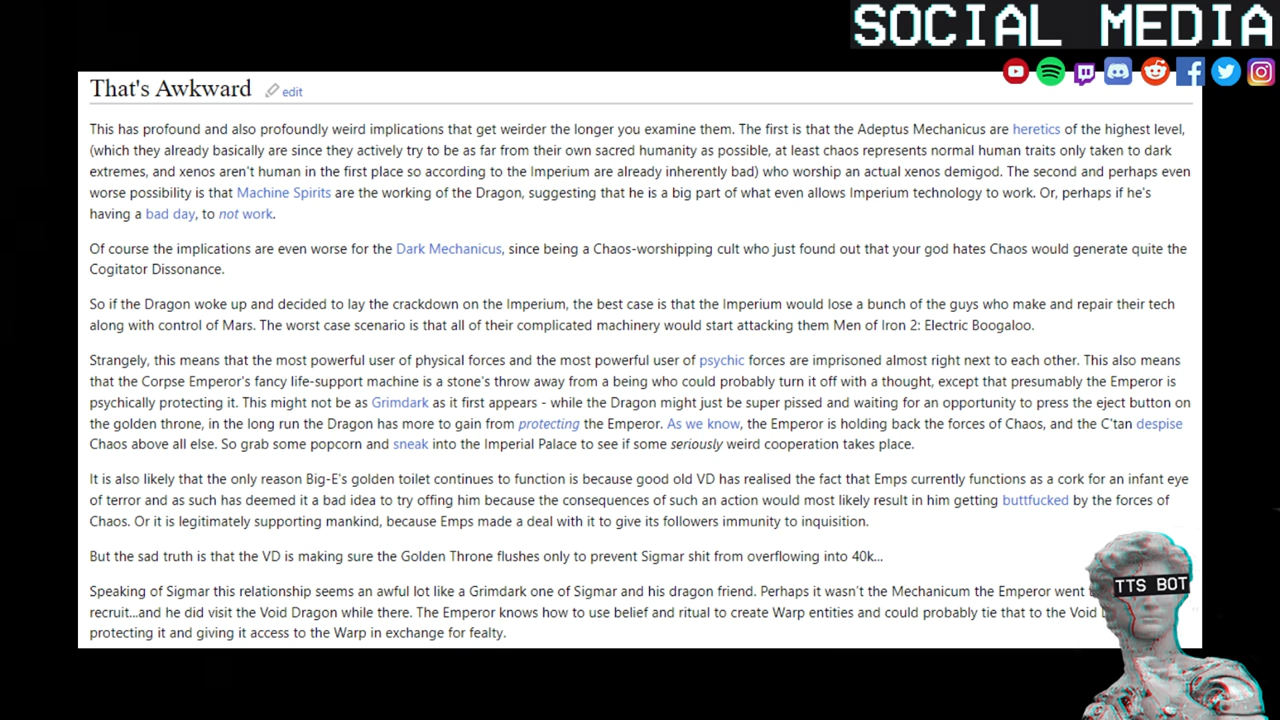 SOCIAL MEDIA
That's Awkward edit
This has profound and also profoundly weird implications that get weirder the longer you examine them. The first is that the Adeptus Mechanicus are heretics of the highest level,
(which they already basically are since they actively try to be as far from their own sacred humanity as possible, at least chaos represents normal human traits only taken to dark
extremes, and xenos aren't human in the first place so according to the Imperium are already inherently bad) who worship an actual xenos demigod. The second and perhaps even
worse possibility is that Machine Spirits are the working of the Dragon, suggesting that he is a big part of what even allows Imperium technology to work. Or, perhaps if he's
having a bad day, to not work.
Of course the implications are even worse for the Dark Mechanicus, since being a Chaos-worshipping cult who just found out that your god hates Chaos would generate quite the
Cogitator Dissonance.
So if the Dragon woke up and decided to lay the crackdown on the Imperium, the best case is that the Imperium would lose a bunch of the guys who make and repair their tech
along with control of Mars. The worst case scenario is that all of their complicated machinery would start attacking them Men of Iron 2: Electric Boogaloo.
Strangely, this means that the most powerful user of physical forces and the most powerful user of psychic forces are imprisoned almost right next to each other. This also means
that the Corpse Emperor's fancy life-support machine is a stone's throw away from a being who could probably turn it off with a thought, except that presumably the Emperor is
psychically protecting it. This might not be as Grimdark as it first appears - while the Dragon might just be super pissed and waiting for an opportunity to press the eject button on
the golden throne, in the long run the Dragon has more to gain from protecting the Emperor. As we know, the Emperor is holding back the forces of Chaos, and the C'tan despise
Chaos above all else. So grab some popcorn and sneak into the Imperial Palace to see if some seriously weird cooperation takes place.
It is also likely that the only reason Big-E's golden toilet continues to function is because good old VD has realised the fact that Emps currently functions as a cork for an infant eye
of terror and as such has deemed it a bad idea to try offing him because the consequences of such an action would most likely result in him getting buttfucked by the forces of
Chaos. Or it is legitimately supporting mankind, because Emps made a deal with it to give its followers immunity to inquisition.
But the sad truth is that the VD is making sure the Golden Throne flushes only to prevent Sigmar shit from overflowing into 40k...
Speaking of Sigmar this relationship seems an awful lot like a Grimdark one of Sigmar and his dragon friend. Perhaps it wasn't the Mechanicum the Emperor went
recruit...and he did visit the Void Dragon while there. The Emperor knows how to use belief and ritual to create Warp entities and could probably tie that to the Void
protecting it and giving it access to the Warp in exchange for fealty.
TTS BOT